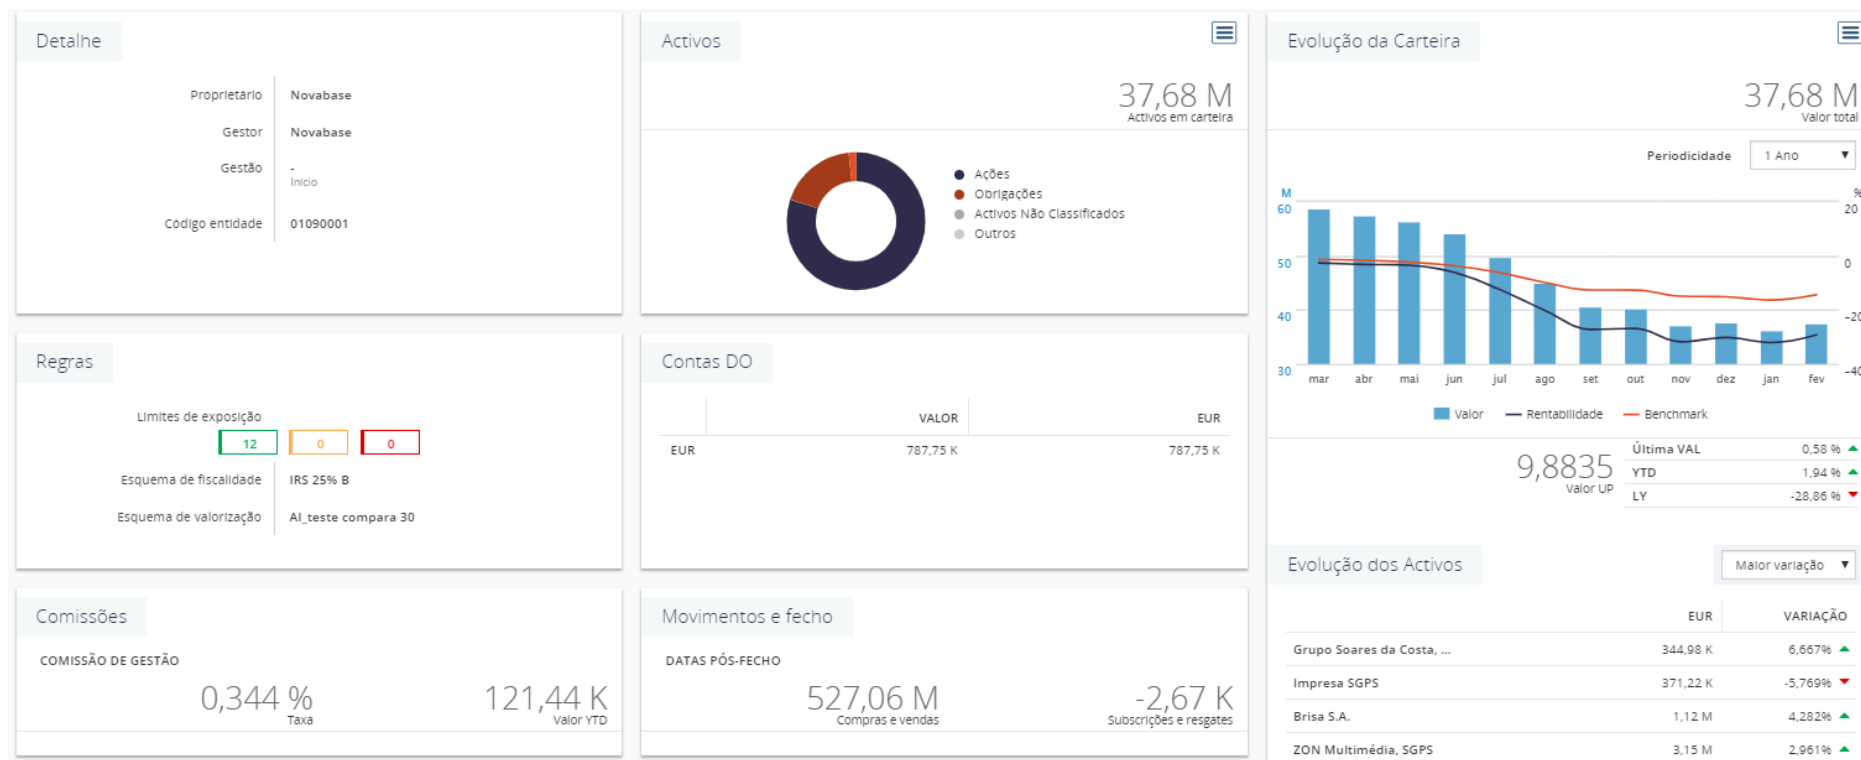 Detalhe
Proprietário Novabase
Gestor Novabase
Gestão -
Início
Código entidade 01090001
Activos
37,68 M
Activos em carteira
Ações
Obrigações
Activos Não Classificados
Outros
Evolução da Carteira
37,68 M
Valor total
Periodicidade 1 Ano
M %
60 20
50 0
40 -20
30 -40
mar abr mai jun jul ago set out nov dez jan fev
Valor Rentabilidade Benchmark
9,8835
Valor UP
Última VAL 0,58 %
YTD 1,94 %
LY -28,86 %
Regras
Limites de exposição
12 0 0
Esquema de fiscalidade IRS 25% B
Esquema de valorização AI_teste compara 30
Contas DO
VALOR EUR
EUR 787,75 K 787,75 K
Comissões
COMISSÃO DE GESTÃO
0,344 % 121,44 K
Taxa Valor YTD
Movimentos e fecho
DATAS PÓS-FECHO
527,06 M -2,67 K
Compras e vendas Subscrições e resgates
Evolução dos Activos Maior variação
EUR VARIAÇÃO
Grupo Soares da Costa, ... 344,98 K 6,667%
Impresa SGPS 371,22 K -5,769%
Brisa S.A. 1,12 M 4,282%
ZON Multimédia, SGPS 3,15 M 2,961%